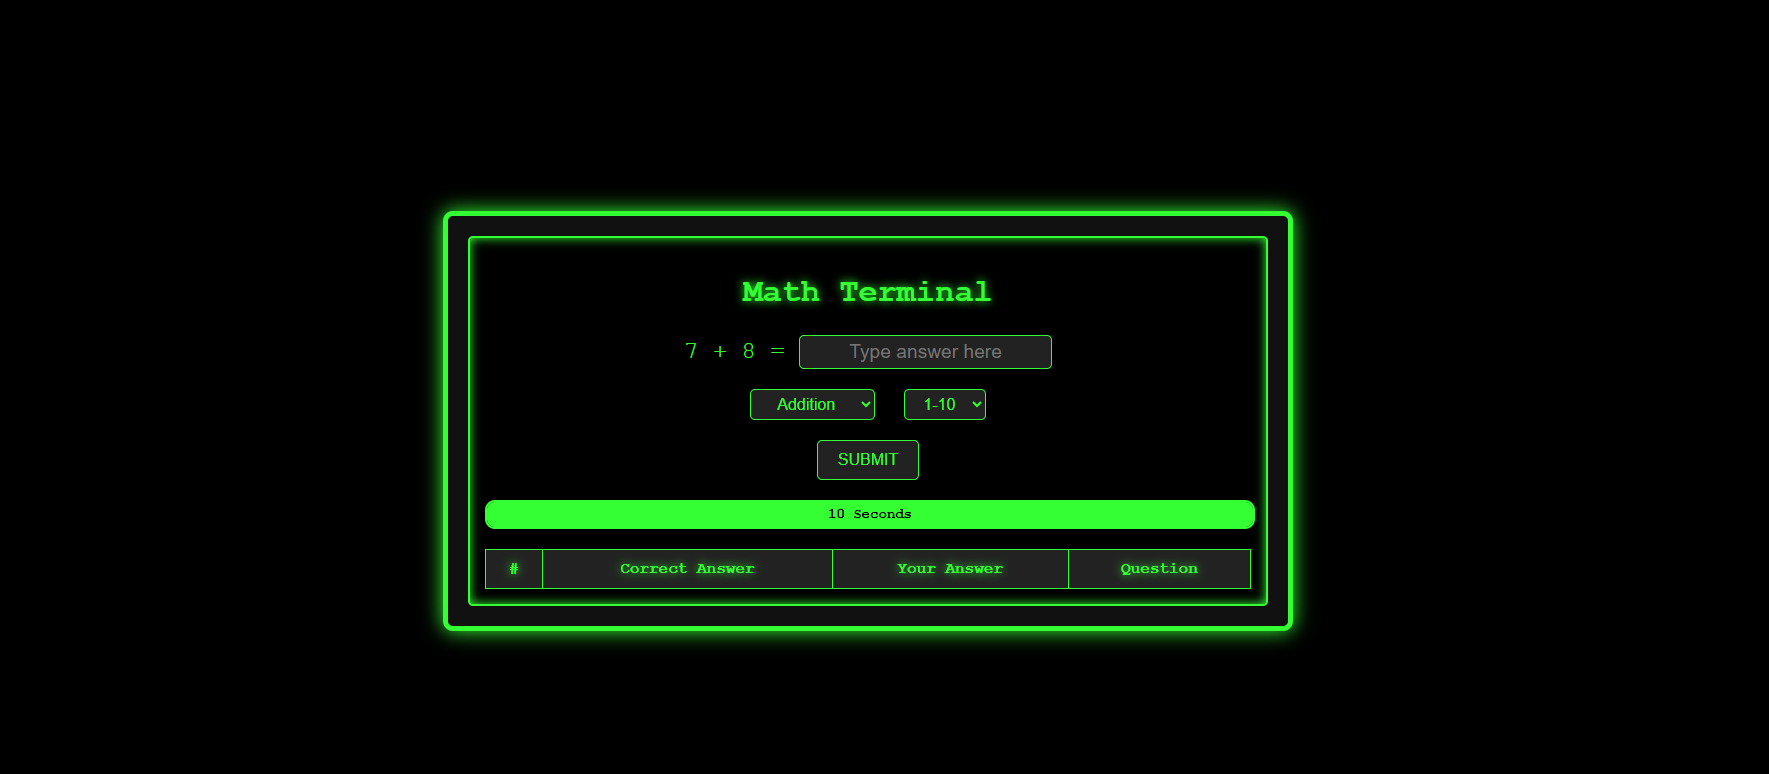 Math Terminal
7 + 8 = Type answer here
Addition 1-10
SUBMIT
10 Seconds
# Correct Answer Your Answer Question